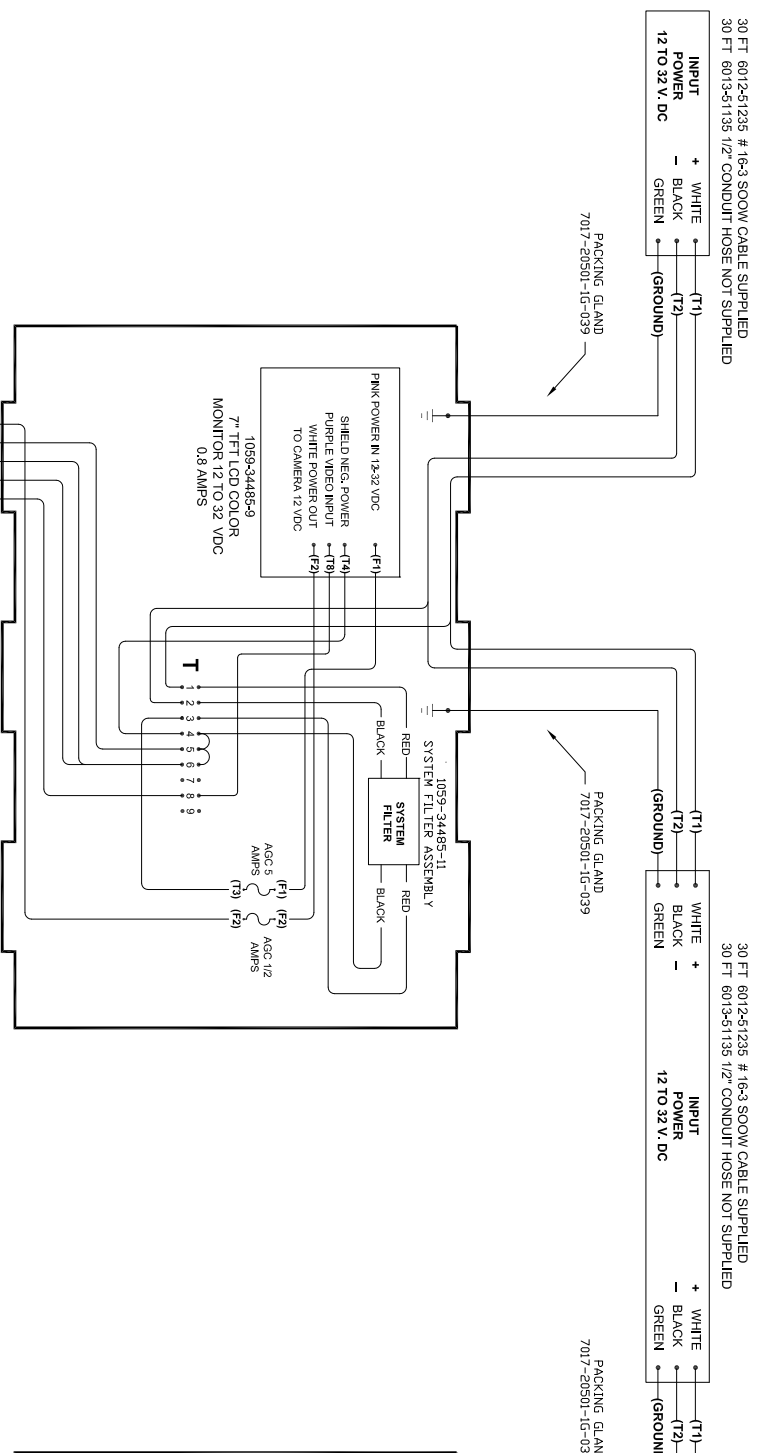 30 FT  6012-51235  # 16-3 SOOW CABLE SUPPLIED
30 FT  6013-51135 1/2" CONDUIT HOSE NOT SUPPLIED
INPUT
POWER
12 TO 32 V. DC
+ WHITE
- BLACK
GREEN
(T1)
(T2)
(GROUND)
PACKING GLAND
7017-20501-1G-039
30 FT  6012-51235  # 16-3 SOOW CABLE SUPPLIED
30 FT  6013-51135 1/2" CONDUIT HOSE NOT SUPPLIED
(T1)
(T2)
(GROUND)
WHITE +
BLACK -
GREEN
INPUT
POWER
12 TO 32 V. DC
+ WHITE
- BLACK
GREEN
(T1)
(T2)
(GROUN
PACKING GLAND
7017-20501-1G-039
PACKING GLAN
7017-20501-1G-03
PINK POWER IN 12-32 VDC
SHIELD NEG. POWER
PURPLE VIDEO INPUT
WHITE POWER OUT
TO CAMERA 12 VDC
(F1)
(T4)
(T8)
(F2)
1059-34485-9
7" TFT LCD COLOR
MONITOR 12 TO 32  VDC
0.8 AMPS
T
1
2
3
4
5
6
7
8
9
1059-34485-11
SYSTEM FILTER ASSEMBLY
RED
BLACK
SYSTEM
FILTER
RED
BLACK
(F1)
AGC 5
AMPS
(T3)
(F2)
AGC 1/2
AMPS
(F2)